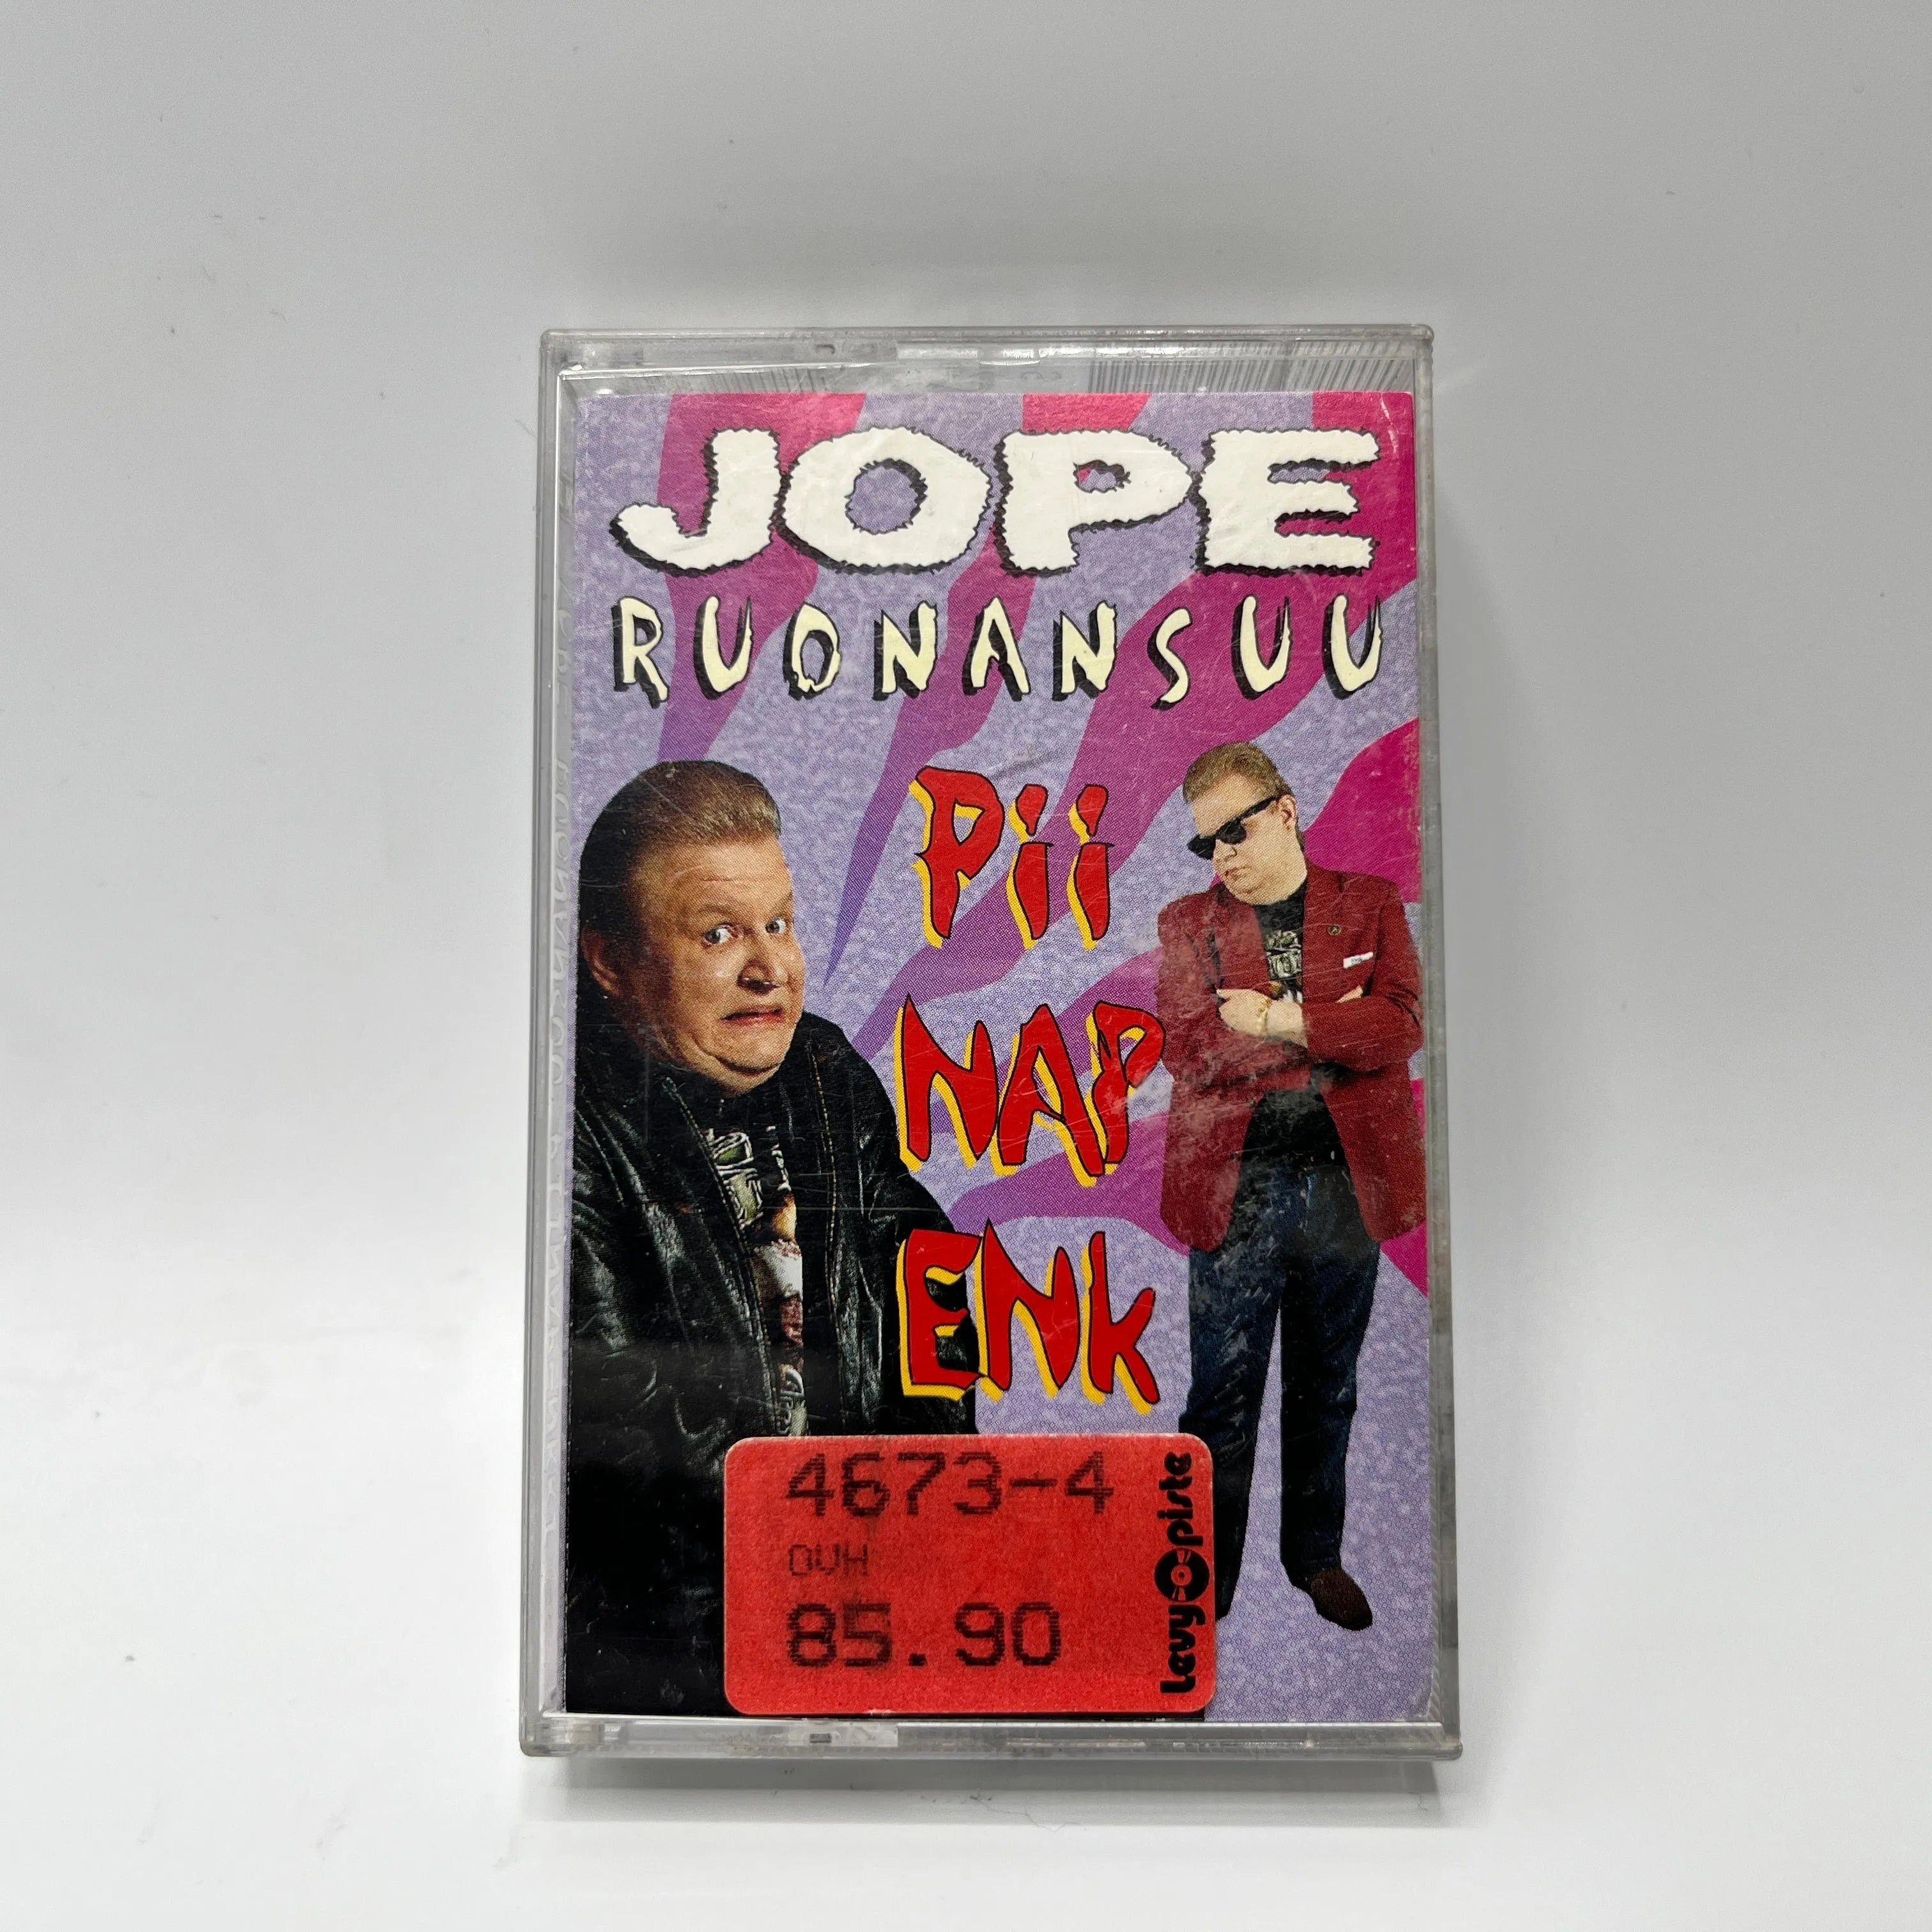 JOPE
RUONANSUU
Pii
NAP
ENK
4673-4
OVH
85.90
Levypiste